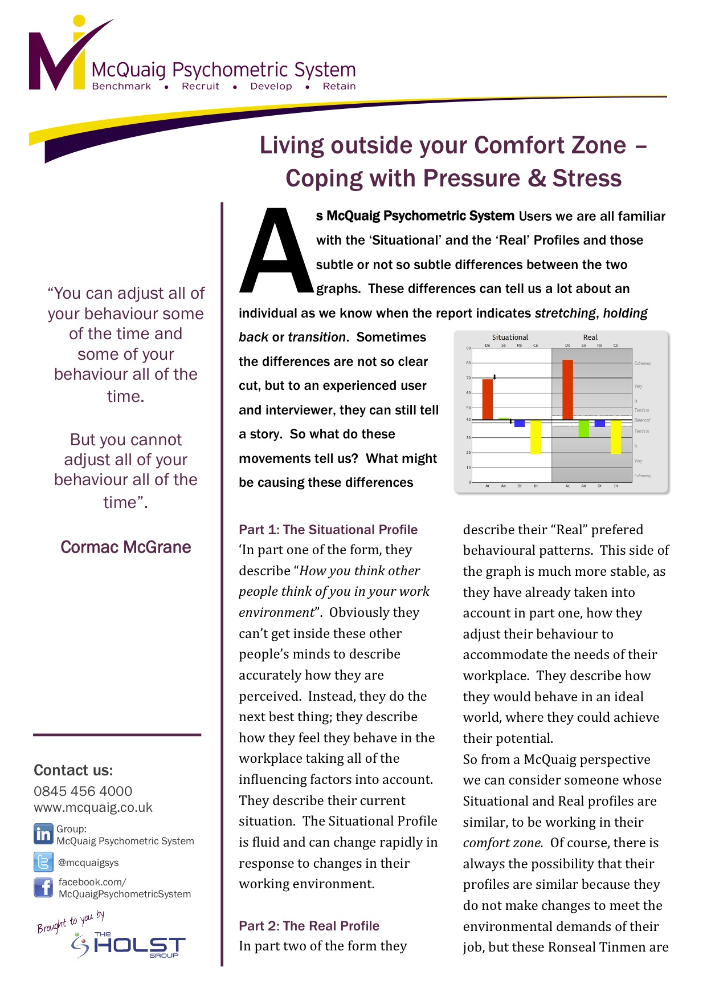 McQuaig Psychometric System
Benchmark • Recruit • Develop • Retain
Living outside your Comfort Zone –
Coping with Pressure & Stress
As McQuaig Psychometric System Users we are all familiar
with the ‘Situational’ and the ‘Real’ Profiles and those
subtle or not so subtle differences between the two
graphs. These differences can tell us a lot about an
individual as we know when the report indicates stretching, holding
back or transition. Sometimes
the differences are not so clear
cut, but to an experienced user
and interviewer, they can still tell
a story. So what do these
movements tell us? What might
be causing these differences
Situational Real
Do So Re Co Do So Re Co
90
80 Extremely
70
Very
60
Is
50 Tends to
42 Balanced
Tends to
30
Is
20
Very
10
Extremely
0
Ac An Dr In Ac An Dr In
“You can adjust all of
your behaviour some
of the time and
some of your
behaviour all of the
time.
But you cannot
adjust all of your
behaviour all of the
time”.
Cormac McGrane
Part 1: The Situational Profile
‘In part one of the form, they
describe “How you think other
people think of you in your work
environment”. Obviously they
can’t get inside these other
people’s minds to describe
accurately how they are
perceived. Instead, they do the
next best thing; they describe
how they feel they behave in the
workplace taking all of the
influencing factors into account.
They describe their current
situation. The Situational Profile
is fluid and can change rapidly in
response to changes in their
working environment.
Part 2: The Real Profile
In part two of the form they
describe their “Real” prefered
behavioural patterns. This side of
the graph is much more stable, as
they have already taken into
account in part one, how they
adjust their behaviour to
accommodate the needs of their
workplace. They describe how
they would behave in an ideal
world, where they could achieve
their potential.
So from a McQuaig perspective
we can consider someone whose
Situational and Real profiles are
similar, to be working in their
comfort zone. Of course, there is
always the possibility that their
profiles are similar because they
do not make changes to meet the
environmental demands of their
job, but these Ronseal Tinmen are
Contact us:
0845 456 4000
www.mcquaig.co.uk
Group:
McQuaig Psychometric System
@mcquaigsys
facebook.com/
McQuaigPsychometricSystem
Brought to you by
THE
HOLST
GROUP